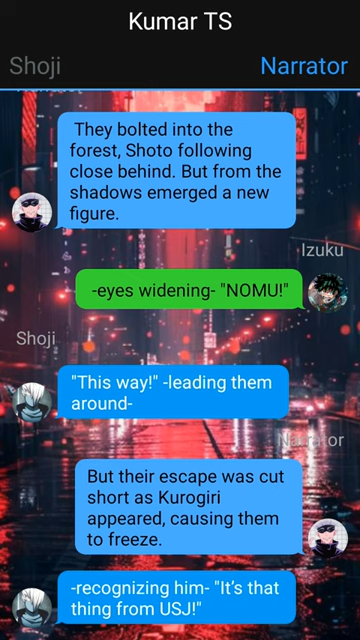 Kumar TS
Shoji
Narrator
They bolted into the
forest, Shoto following
close behind. But from the
shadows emerged a new
figure.
Izuku
-eyes widening- "NOMU!"
Shoji
"This way!" -leading them
around-
Narrator
But their escape was cut
short as Kurogiri
appeared, causing them
to freeze.
-recognizing him- "It's that
thing from USJ!"